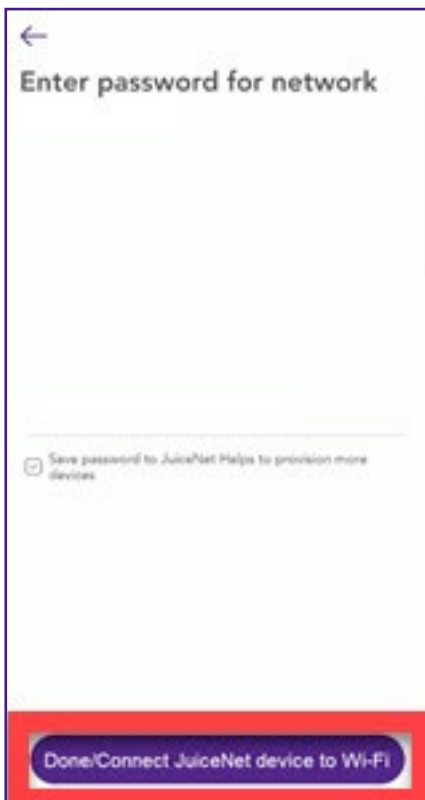 Enter password for network
Save password to JuiceNet Helps to provision more
devices
Done/Connect JuiceNet device to Wi-Fi